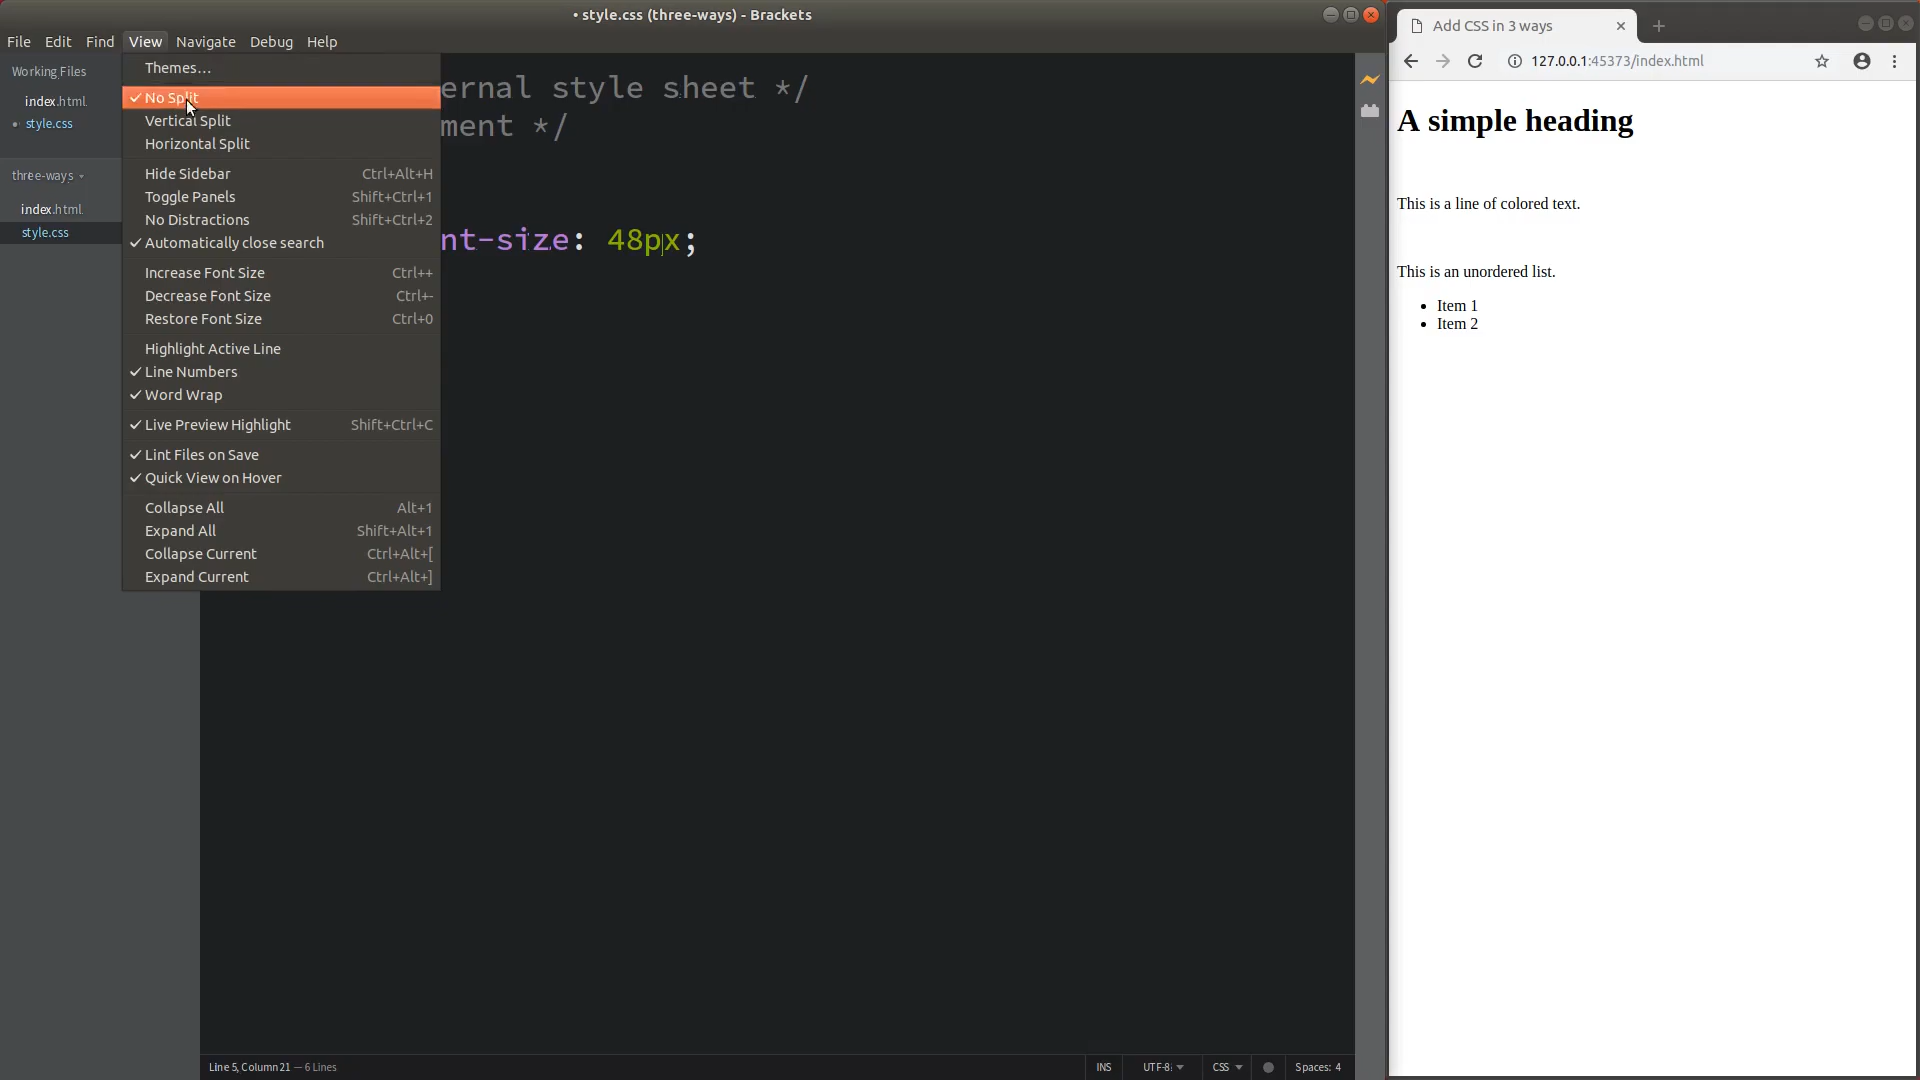 • style.css (three-ways) - Brackets
File Edit Find View Navigate Debug Help
Working Files
index.html
• style.css
three-ways
index.html
style.css
Themes...
No Split
Vertical Split
Horizontal Split
Hide Sidebar Ctrl+Alt+H
Toggle Panels Shift+Ctrl+1
No Distractions Shift+Ctrl+2
Automatically close search
Increase Font Size Ctrl++
Decrease Font Size Ctrl+-
Restore Font Size Ctrl+0
Highlight Active Line
Line Numbers
Word Wrap
Live Preview Highlight Shift+Ctrl+C
Lint Files on Save
Quick View on Hover
Collapse All Alt+1
Expand All Shift+Alt+1
Collapse Current Ctrl+Alt+[
Expand Current Ctrl+Alt+]
ernal style sheet */
ment */
nt-size: 48px;
Line 5, Column 21 — 6 Lines
INS UTF-8 CSS Spaces: 4
Add CSS in 3 ways
127.0.0.1:45373/index.html
A simple heading
This is a line of colored text.
This is an unordered list.
• Item 1
• Item 2